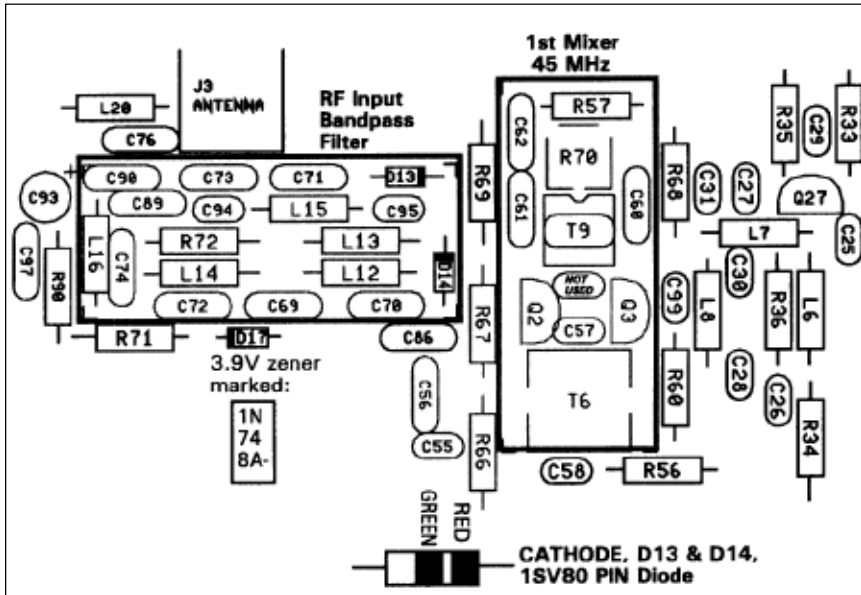 1st Mixer
45 MHz
J3
ANTENNA
RF Input
Bandpass
Filter
L20
C76
C93
C97
R90
C90
C73
C71
D13
C89
C94
L15
C95
L16
C74
R72
L13
L14
L12
D14
C72
C69
C70
R71
D17
C86
3.9V zener
marked:
1N
74
8A-
C56
C55
R69
R67
R66
C62
R57
R70
C61
C60
T9
NOT
USED
Q2
C57
Q3
T6
C58
R56
R68
C31
C27
R35
C29
R33
Q27
L7
C25
C30
C99
L8
R36
L6
R60
C28
C26
R34
GREEN
RED
CATHODE, D13 & D14,
1SV80 PIN Diode